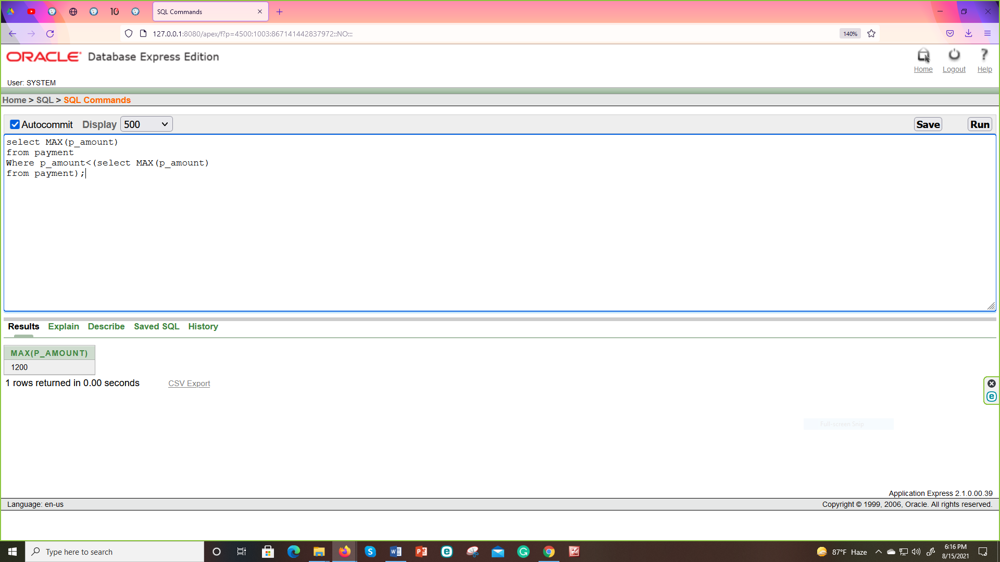 SQL Commands
127.0.0.1:8080/apex/f?p=4500:1003:867141442837972::NO:::
140%
ORACLE Database Express Edition
Home Logout Help
User: SYSTEM
Home > SQL > SQL Commands
Autocommit Display 500 Save Run
select MAX(p_amount)
from payment
Where p_amount<(select MAX(p_amount)
from payment);
Results Explain Describe Saved SQL History
MAX(P_AMOUNT)
1200
1 rows returned in 0.00 seconds CSV Export
Full-screen Snip
Application Express 2.1.0.00.39
Language: en-us Copyright © 1999, 2006, Oracle. All rights reserved.
Type here to search
87°F Haze
6:16 PM
8/15/2021